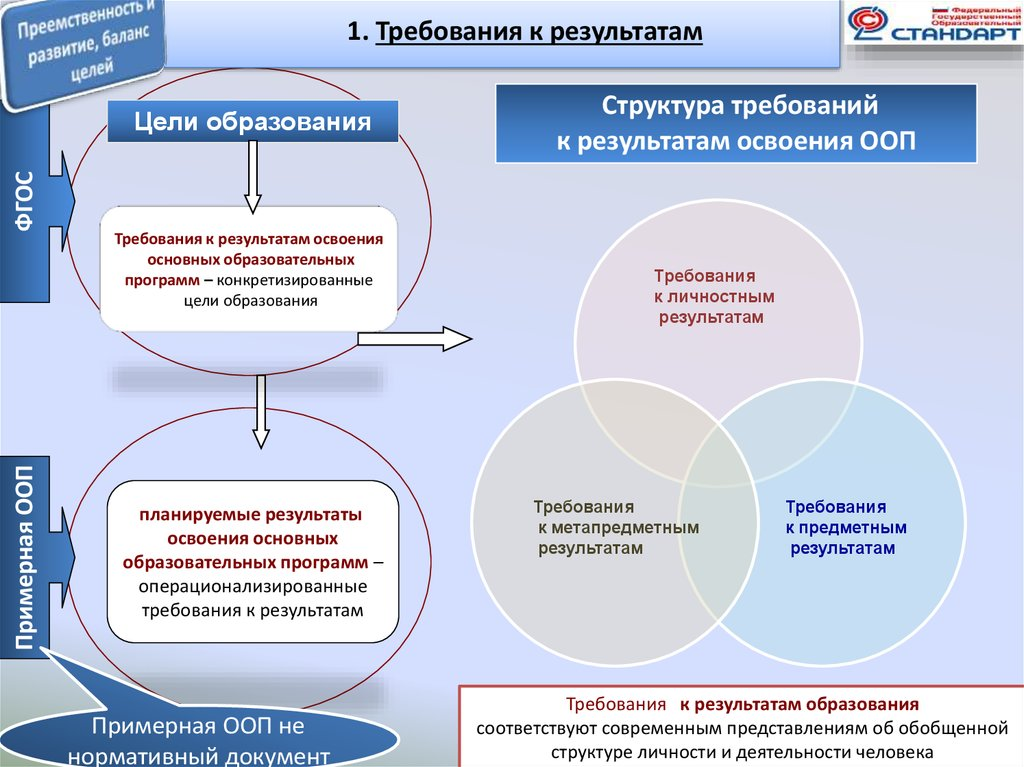 Преемственность и
развитие, баланс
целей
1. Требования к результатам
Федеральный
Государственный
Образовательный
СТАНДАРТ
Цели образования
Структура требований
к результатам освоения ООП
ФГОС
Требования к результатам освоения
основных образовательных
программ – конкретизированные
цели образования
Требования
к личностным
результатам
Примерная ООП
планируемые результаты
освоения основных
образовательных программ –
операционализированные
требования к результатам
Требования
к метапредметным
результатам
Требования
к предметным
результатам
Примерная ООП не
нормативный документ
Требования к результатам образования
соответствуют современным представлениям об обобщенной
структуре личности и деятельности человека